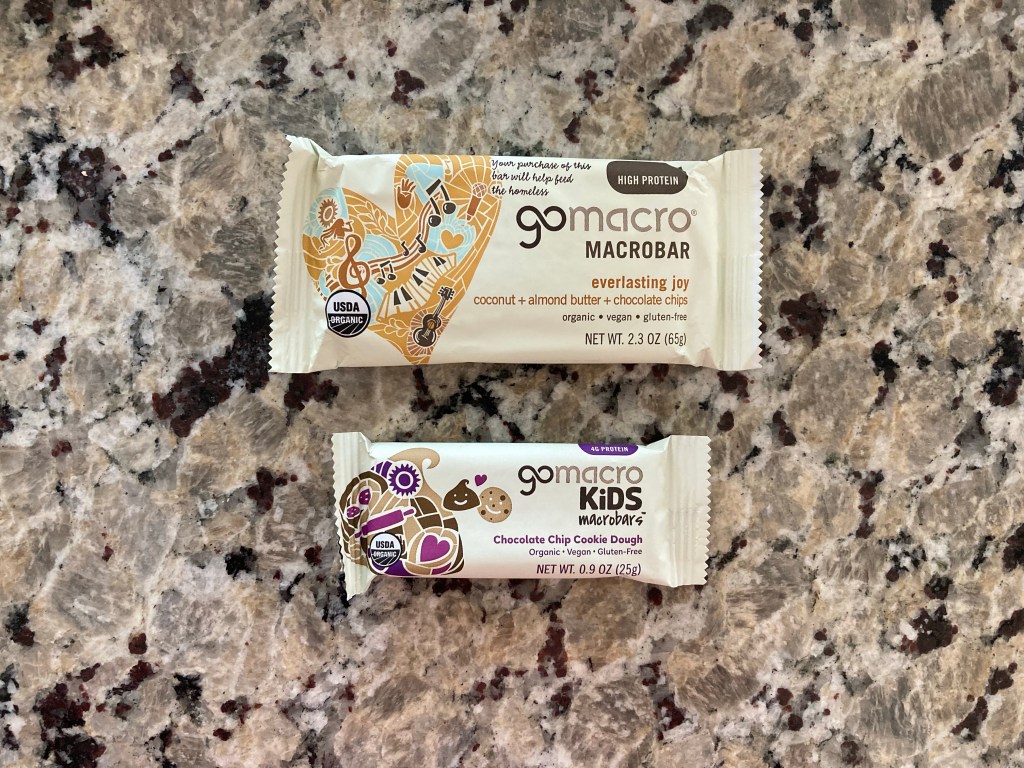 Your purchase of this
bar will help feed
the homeless
HIGH PROTEIN
gomacro®
MACROBAR
everlasting joy
coconut + almond butter + chocolate chips
organic • vegan • gluten-free
NET WT. 2.3 OZ (65g)
USDA
ORGANIC
4G PROTEIN
gomacro
KiDS
macrobars™
Chocolate Chip Cookie Dough
Organic • Vegan • Gluten-Free
NET WT. 0.9 OZ (25g)
USDA
ORGANIC